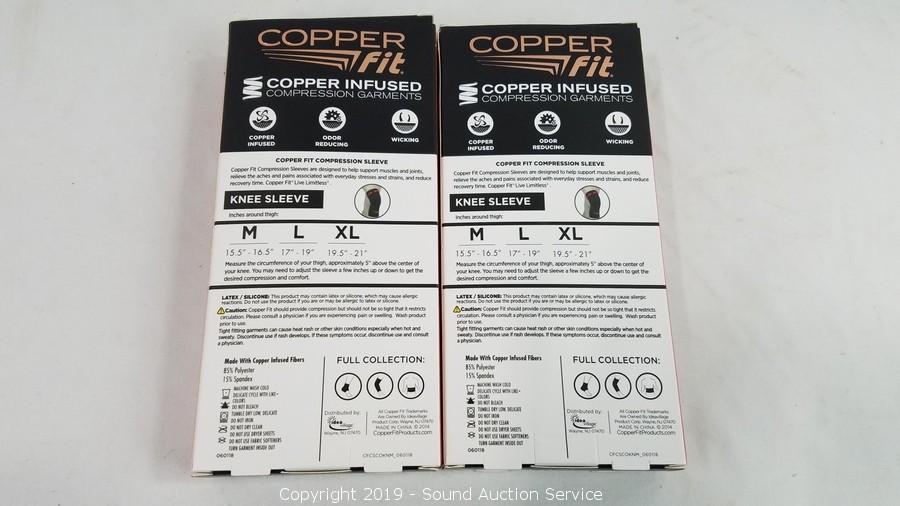 COPPER
Fit
COPPER INFUSED
COMPRESSION GARMENTS
COPPER INFUSED
ODOR REDUCING
WICKING
COPPER FIT COMPRESSION SLEEVE
Copper Fit Compression Sleeves are designed to help support muscles and joints,
relieve the aches and pains associated with everyday stresses and strains, and reduce
recovery time. Copper Fit® Live Limitless™.
KNEE SLEEVE
Inches around thigh:
M L XL
15.5" - 16.5" 17" - 19" 19.5" - 21"
Measure the circumference of your thigh, approximately 5" above the center of
your knee. You may need to adjust the sleeve a few inches up or down to get the
desired compression and comfort.
LATEX / SILICONE: This product may contain latex or silicone, which may cause allergic
reactions. Do not use the product if you are or may be allergic to latex or silicone.
Caution: Copper Fit should provide compression but should not be so tight that it restricts
circulation. Please consult a physician if you are experiencing pain or swelling. Wash product
prior to use.
Tight fitting garments can cause heat rash or other skin conditions especially when hot and
sweaty. Discontinue use if rash develops. If these symptoms occur, discontinue use and consult
a physician.
Made With Copper Infused Fibers
85% Polyester
15% Spandex
MACHINE WASH COLD
DELICATE CYCLE WITH LIKE
COLORS
DO NOT BLEACH
TUMBLE DRY LOW, DELICATE
DO NOT IRON
DO NOT DRY CLEAN
DO NOT USE DRYER SHEETS
DO NOT USE FABRIC SOFTENERS
TURN GARMENT INSIDE OUT
060118
FULL COLLECTION:
Distributed by:
idea village
Wayne, NJ 07470
All Copper Fit Trademarks
Are Owned By Ideavillage
Product Corp. Wayne, NJ 07470
MADE IN CHINA © 2014
CopperFitProducts.com
CFCSCOKNM_060118
COPPER
Fit
COPPER INFUSED
COMPRESSION GARMENTS
COPPER INFUSED
ODOR REDUCING
WICKING
COPPER FIT COMPRESSION SLEEVE
Copper Fit Compression Sleeves are designed to help support muscles and joints,
relieve the aches and pains associated with everyday stresses and strains, and reduce
recovery time. Copper Fit® Live Limitless™.
KNEE SLEEVE
Inches around thigh:
M L XL
15.5" - 16.5" 17" - 19" 19.5" - 21"
Measure the circumference of your thigh, approximately 5" above the center of
your knee. You may need to adjust the sleeve a few inches up or down to get the
desired compression and comfort.
LATEX / SILICONE: This product may contain latex or silicone, which may cause allergic
reactions. Do not use the product if you are or may be allergic to latex or silicone.
Caution: Copper Fit should provide compression but should not be so tight that it restricts
circulation. Please consult a physician if you are experiencing pain or swelling. Wash product
prior to use.
Tight fitting garments can cause heat rash or other skin conditions especially when hot and
sweaty. Discontinue use if rash develops. If these symptoms occur, discontinue use and consult
a physician.
Made With Copper Infused Fibers
85% Polyester
15% Spandex
MACHINE WASH COLD
DELICATE CYCLE WITH LIKE
COLORS
DO NOT BLEACH
TUMBLE DRY LOW, DELICATE
DO NOT IRON
DO NOT DRY CLEAN
DO NOT USE DRYER SHEETS
DO NOT USE FABRIC SOFTENERS
TURN GARMENT INSIDE OUT
060118
FULL COLLECTION:
Distributed by:
idea village
Wayne, NJ 07470
All Copper Fit Trademarks
Are Owned By Ideavillage
Product Corp. Wayne, NJ 07470
MADE IN CHINA © 2014
CopperFitProducts.com
CFCSCOKNM_060118
Copyright 2019 - Sound Auction Service